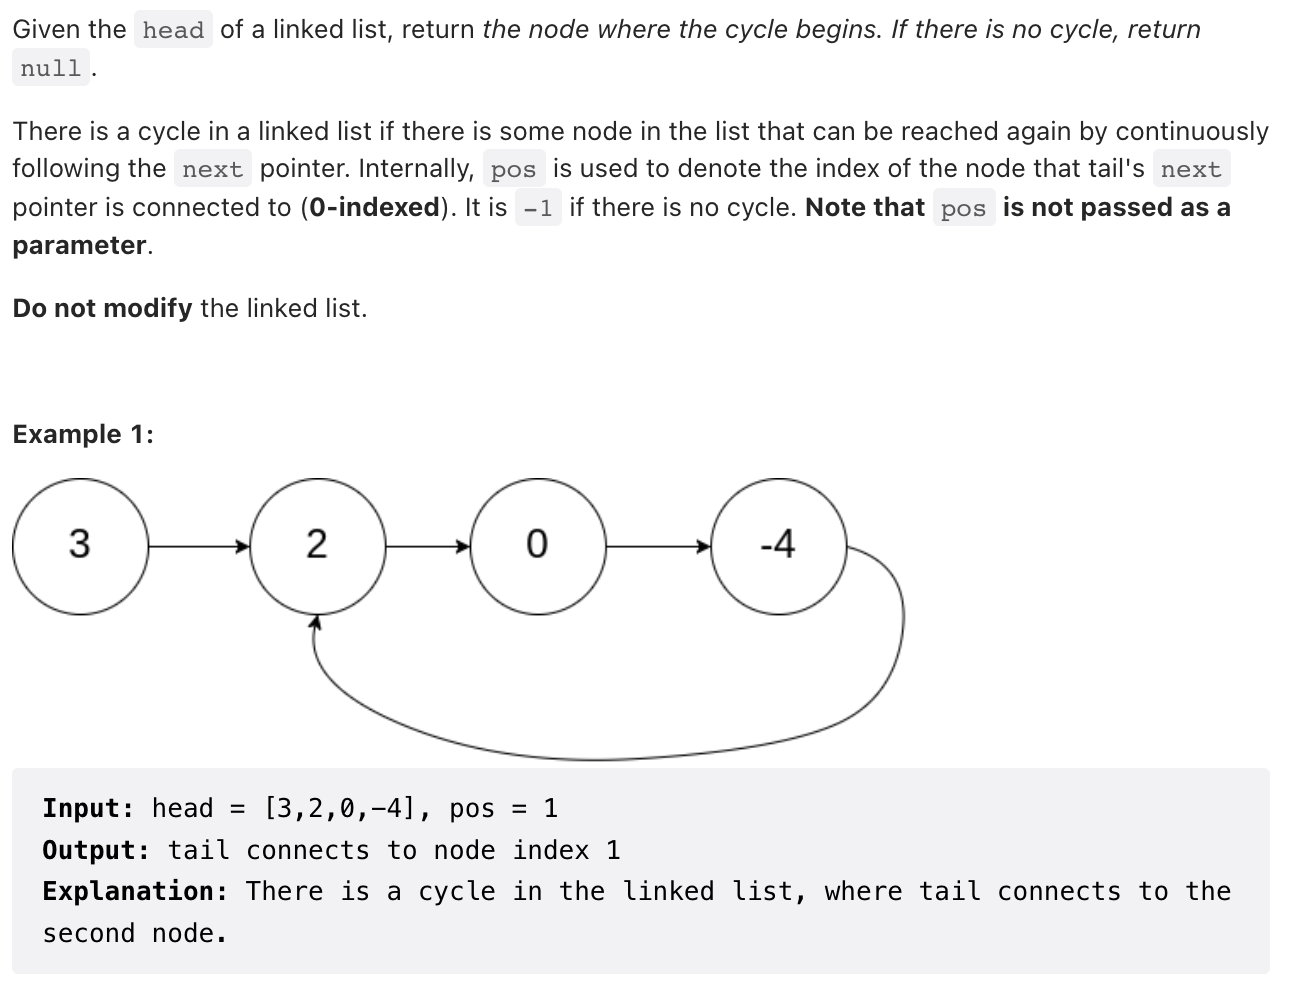 Given the head of a linked list, return the node where the cycle begins. If there is no cycle, return
null .
There is a cycle in a linked list if there is some node in the list that can be reached again by continuously
following the next pointer. Internally, pos is used to denote the index of the node that tail's next
pointer is connected to (0-indexed). It is -1 if there is no cycle. Note that pos is not passed as a
parameter.
Do not modify the linked list.
Example 1:
3 2 0 -4
Input: head = [3,2,0,-4], pos = 1
Output: tail connects to node index 1
Explanation: There is a cycle in the linked list, where tail connects to the
second node.